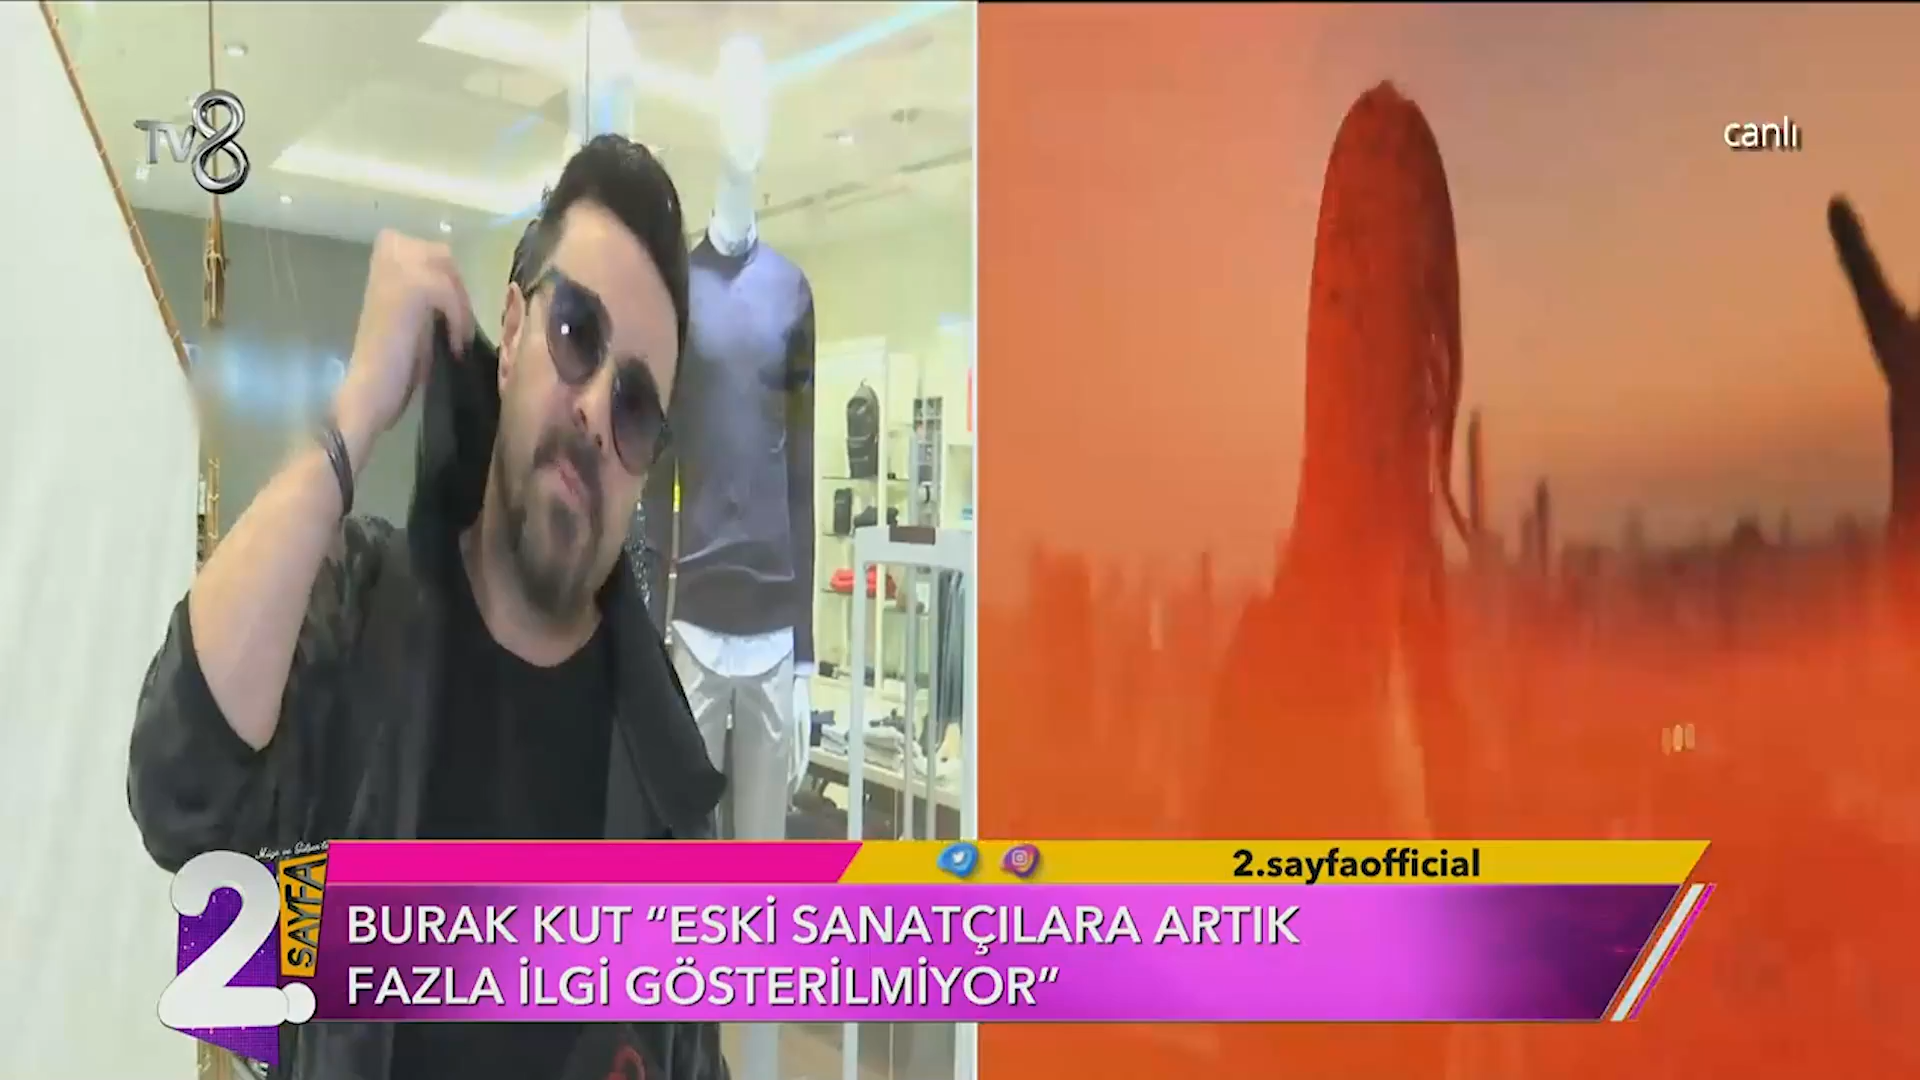 TV8
canlı
2.sayfaofficial
2. SAYFA
BURAK KUT “ESKİ SANATÇILARA ARTIK
FAZLA İLGİ GÖSTERİLMİYOR”